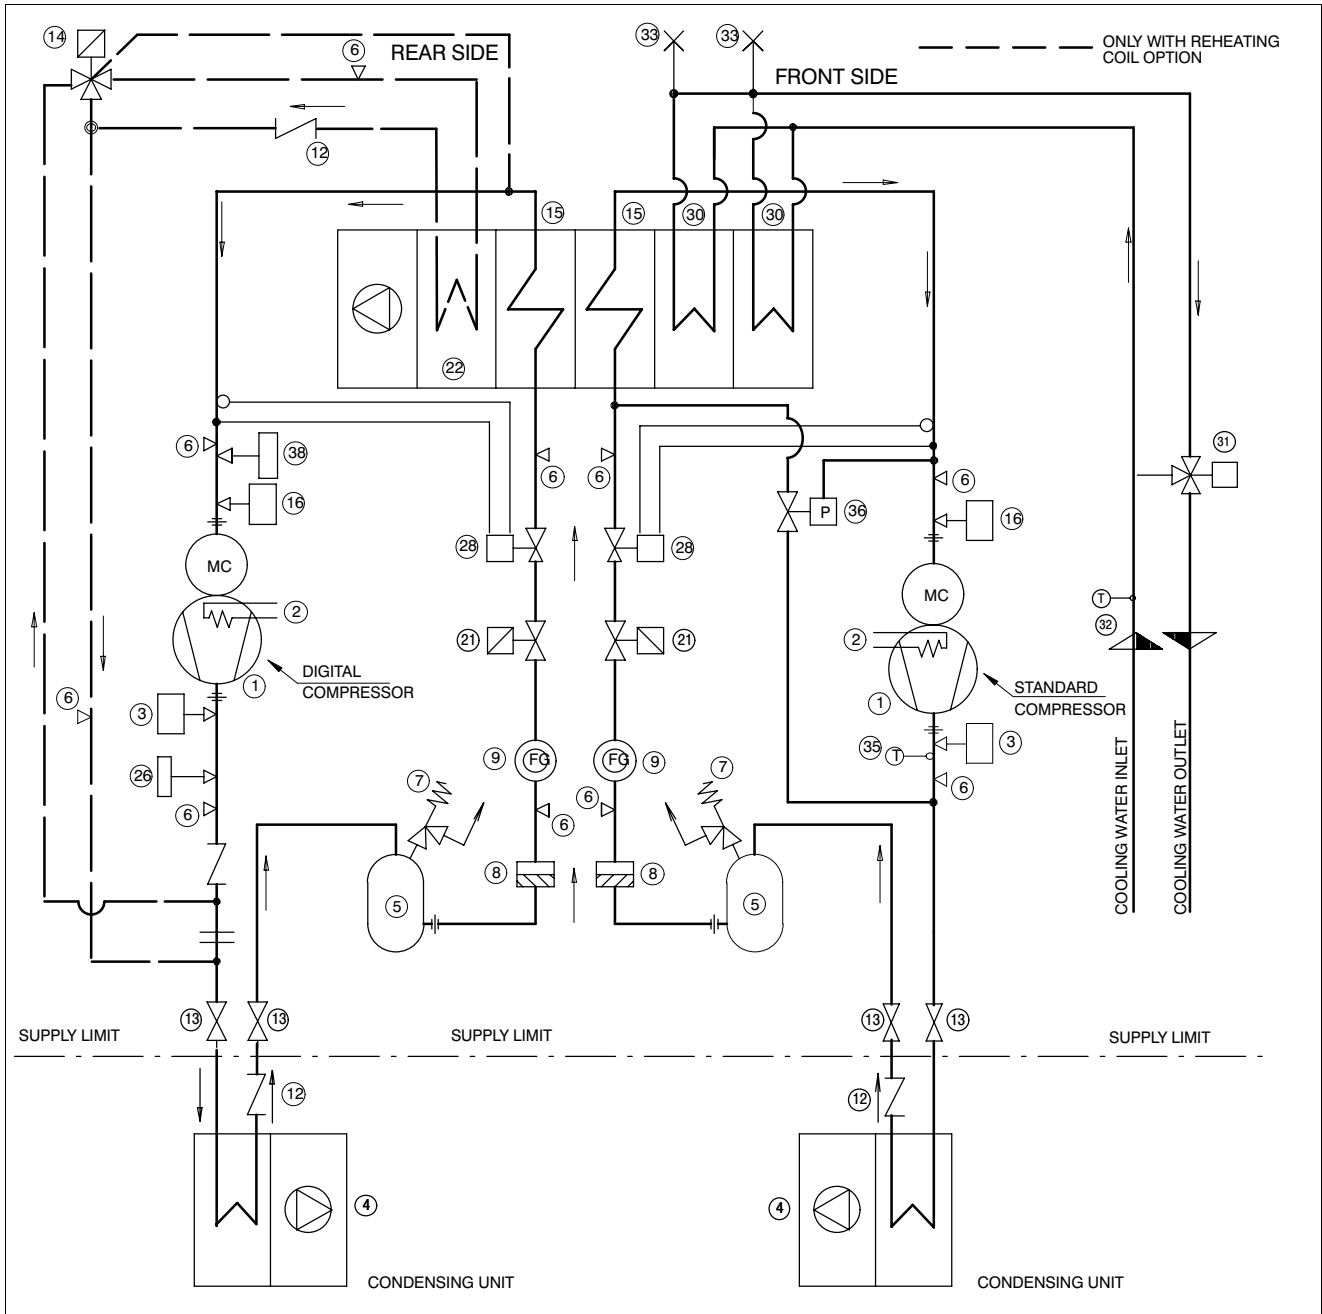 14
6
REAR SIDE
33
33
FRONT SIDE
ONLY WITH REHEATING
COIL OPTION
12
15
15
30
30
22
6
38
16
6
6
36
P
6
16
31
28
28
MC
MC
2
2
T
32
21
21
DIGITAL
COMPRESSOR
1
STANDARD
COMPRESSOR
1
6
3
35
T
3
9
FG
FG
9
26
7
7
6
6
6
6
8
8
5
5
COOLING WATER INLET
COOLING WATER OUTLET
13
13
13
13
SUPPLY LIMIT
SUPPLY LIMIT
SUPPLY LIMIT
12
12
4
4
CONDENSING UNIT
CONDENSING UNIT